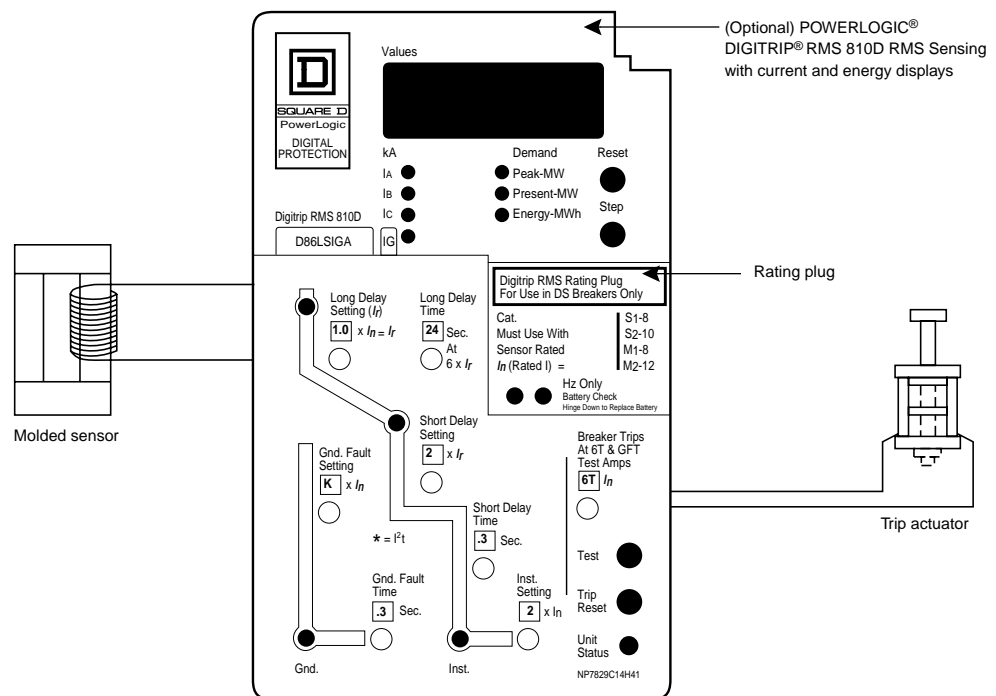 (Optional) POWERLOGIC®
DIGITRIP® RMS 810D RMS Sensing
with current and energy displays
Values
D
SQUARE D
PowerLogic
DIGITAL
PROTECTION
kA
IA
IB
IC
IG
Demand
Peak-MW
Present-MW
Energy-MWh
Reset
Step
Digitrip RMS 810D
D86LSIGA
Rating plug
Digitrip RMS Rating Plug
For Use in DS Breakers Only
Cat.
Must Use With
Sensor Rated
In (Rated I) =
S1-8
S2-10
M1-8
M2-12
Hz Only
Battery Check
Hinge Down to Replace Battery
Long Delay
Setting (Ir)
1.0 x In = Ir
Long Delay
Time
24 Sec.
At
6 x Ir
Molded sensor
Short Delay
Setting
2 x Ir
Gnd. Fault
Setting
K x In
Breaker Trips
At 6T & GFT
Test Amps
6T In
Short Delay
Time
.3 Sec.
* = I²t
Trip actuator
Test
Gnd. Fault
Time
.3 Sec.
Inst.
Setting
2 x In
Trip
Reset
Unit
Status
Gnd.
Inst.
NP7829C14H41